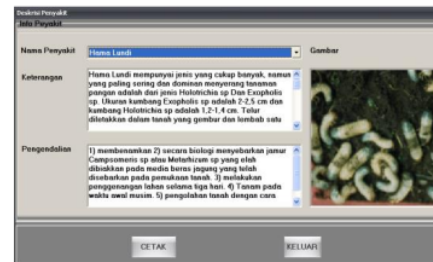 Deskrisi Penyakit
Info Peyakit
Nama Penyakit
Hama Lundi
Gambar
Keterangan
Hama Lundi mempunyai jenis yang cukup banyak, namun
yang paling sering dan dominan menyerang tanaman
pangan adalah dari jenis Holotrichia sp Dan Exopholis
sp. Ukuran kumbang Exopholis sp adalah 2-2,5 cm dan
kumbang Holotrichia sp adalah 1,2-1,4 cm. Telur
diletakkan dalam tanah yang gembur dan lembab satu
Pengendalian
1) membenamkan 2) secara biologi menyebarkan jamur
Campsomeris sp atau Metarhizum sp yang elah
dibiakkan pada media beras jagung yang telah
disebarkan pada pemukaan tanah. 3) melakukan
penggenangan lahan selama tiga hari. 4) Tanam pada
waktu awal musim. 5) pengolahan tanah dengan cara
CETAK
KELUAR